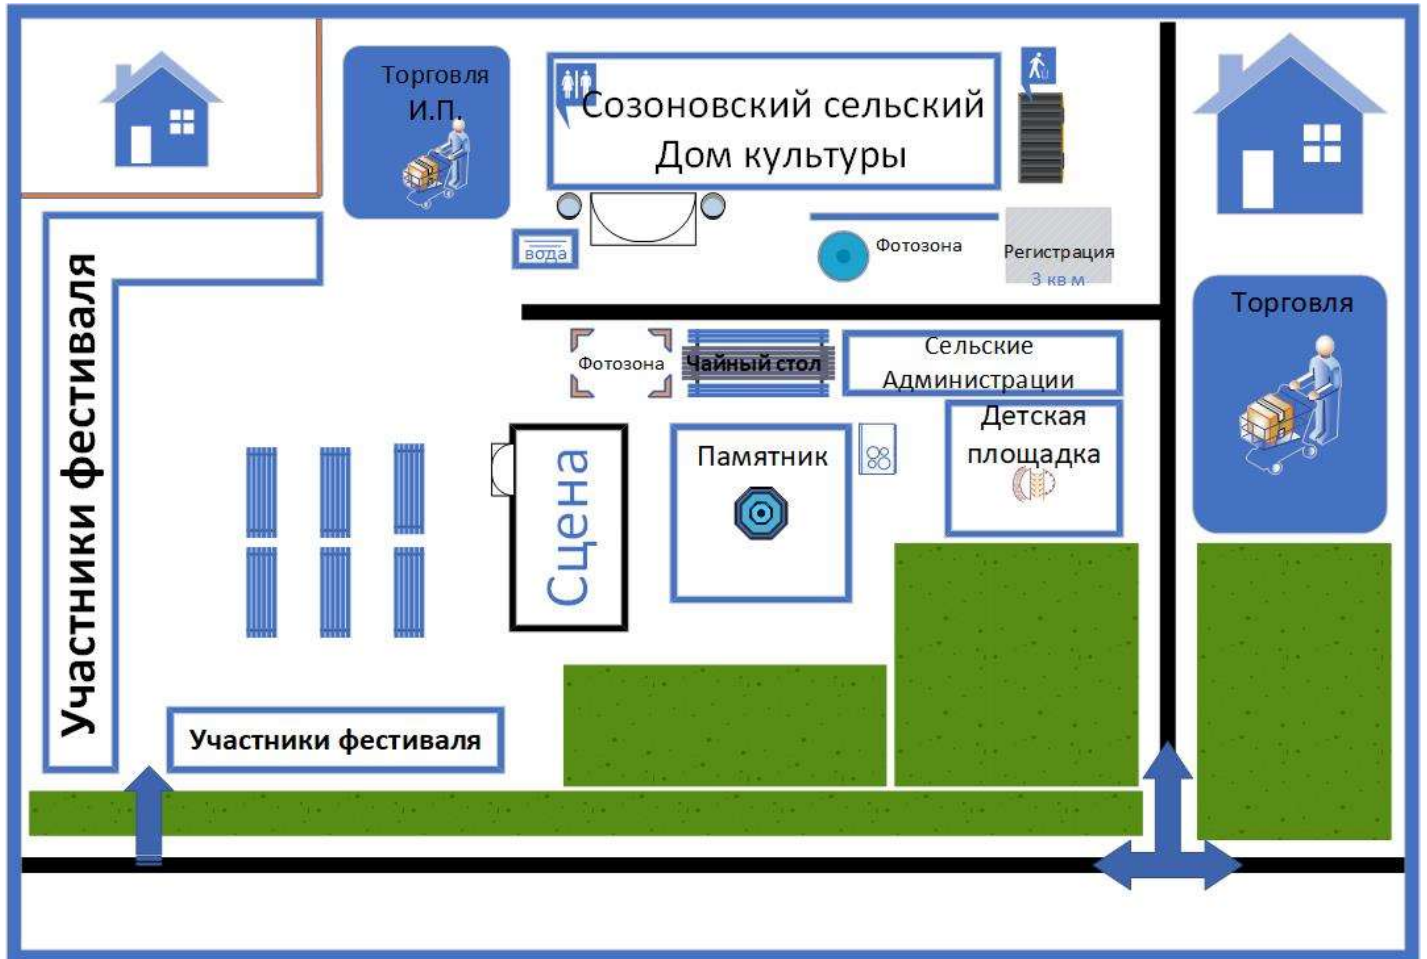 Торговля
И.П.
Созоновский сельский
Дом культуры
вода
Фотозона
Регистрация
3 кв м
Торговля
Участники фестиваля
Фотозона
Чайный стол
Сельские
Администрации
Детская
площадка
Сцена
Памятник
Участники фестиваля